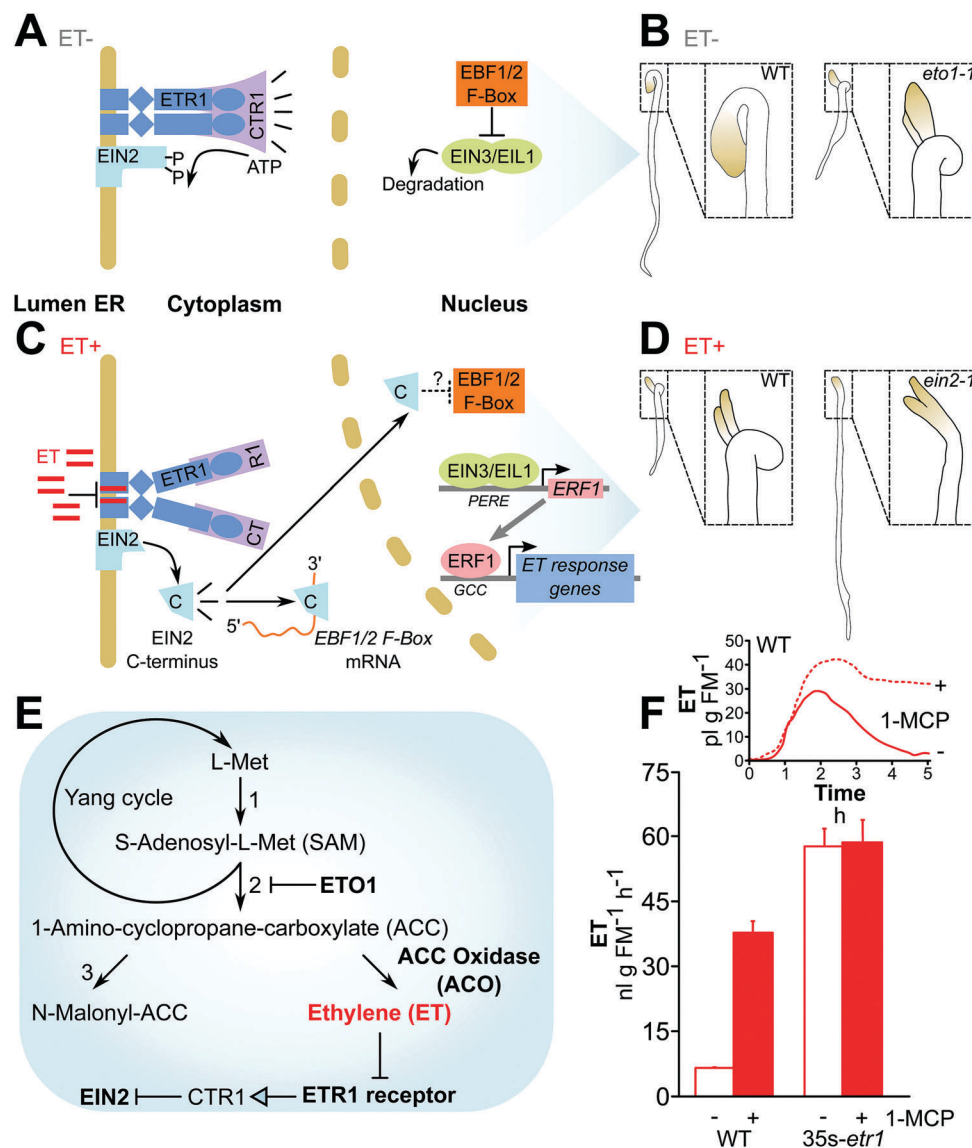 A ET-
ETR1
CTR1
EIN2
P
P
ATP
EBF1/2
F-Box
EIN3/EIL1
Degradation
B ET-
WT
eto1-1
Lumen ER Cytoplasm Nucleus
C ET+
ET
ETR1
R1
CT
EIN2
C
EIN2
C-terminus
5'
3'
C
EBF1/2 F-Box
mRNA
C
?
EBF1/2
F-Box
EIN3/EIL1
PERE
ERF1
ERF1
GCC
ET response
genes
D ET+
WT
ein2-1
E
Yang cycle
L-Met
1
S-Adenosyl-L-Met (SAM)
2
ETO1
1-Amino-cyclopropane-carboxylate (ACC)
3
ACC Oxidase
(ACO)
N-Malonyl-ACC
Ethylene (ET)
EIN2
CTR1
ETR1 receptor
F
WT
ET
pl g FM⁻¹
50
40
30
20
10
0
0 1 2 3 4 5
Time
h
+
1-MCP
-
ET
nl g FM⁻¹ h⁻¹
75
60
45
30
15
0
- + - + 1-MCP
WT 35s-etr1